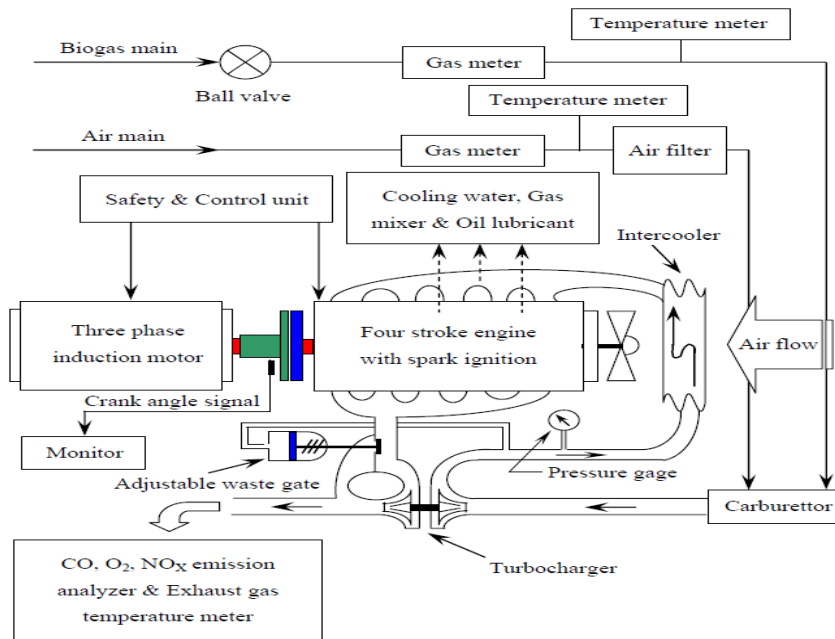 Temperature meter
Biogas main
Gas meter
Ball valve
Temperature meter
Air main
Gas meter
Air filter
Safety & Control unit
Cooling water, Gas
mixer & Oil lubricant
Intercooler
Three phase
induction motor
Four stroke engine
with spark ignition
Air flow
Crank angle signal
Monitor
Pressure gage
Adjustable waste gate
Carburettor
CO, O2, NOX emission
analyzer & Exhaust gas
temperature meter
Turbocharger